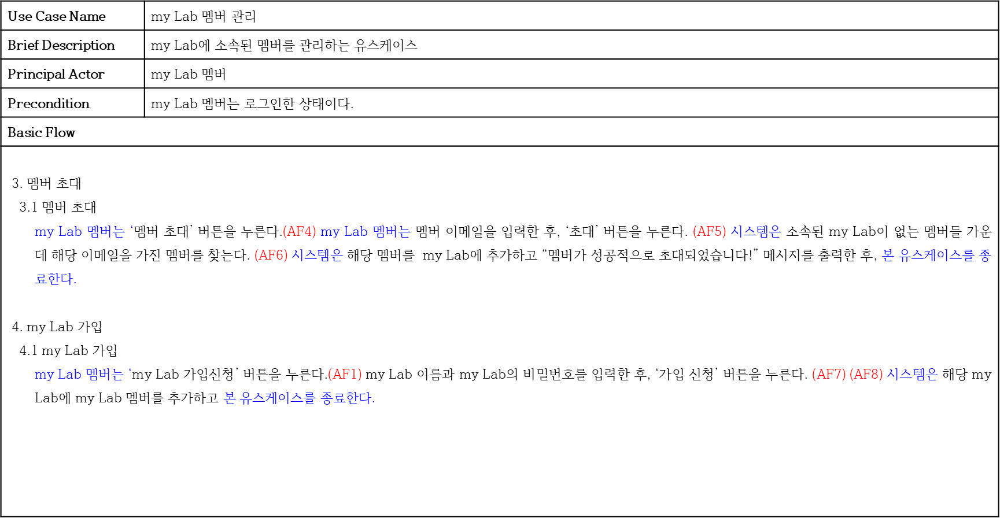 Use Case Name my Lab 멤버 관리
Brief Description my Lab에 소속된 멤버를 관리하는 유스케이스
Principal Actor my Lab 멤버
Precondition my Lab 멤버는 로그인한 상태이다.
Basic Flow
3. 멤버 초대
3.1 멤버 초대
my Lab 멤버는 ‘멤버 초대’ 버튼을 누른다.(AF4) my Lab 멤버는 멤버 이메일을 입력한 후, ‘초대’ 버튼을 누른다. (AF5) 시스템은 소속된 my Lab이 없는 멤버들 가운
데 해당 이메일을 가진 멤버를 찾는다. (AF6) 시스템은 해당 멤버를  my Lab에 추가하고 “멤버가 성공적으로 초대되었습니다!” 메시지를 출력한 후, 본 유스케이스를 종
료한다.
4. my Lab 가입
4.1 my Lab 가입
my Lab 멤버는 ‘my Lab 가입신청’ 버튼을 누른다.(AF1) my Lab 이름과 my Lab의 비밀번호를 입력한 후, ‘가입 신청’ 버튼을 누른다. (AF7) (AF8) 시스템은 해당 my
Lab에 my Lab 멤버를 추가하고 본 유스케이스를 종료한다.